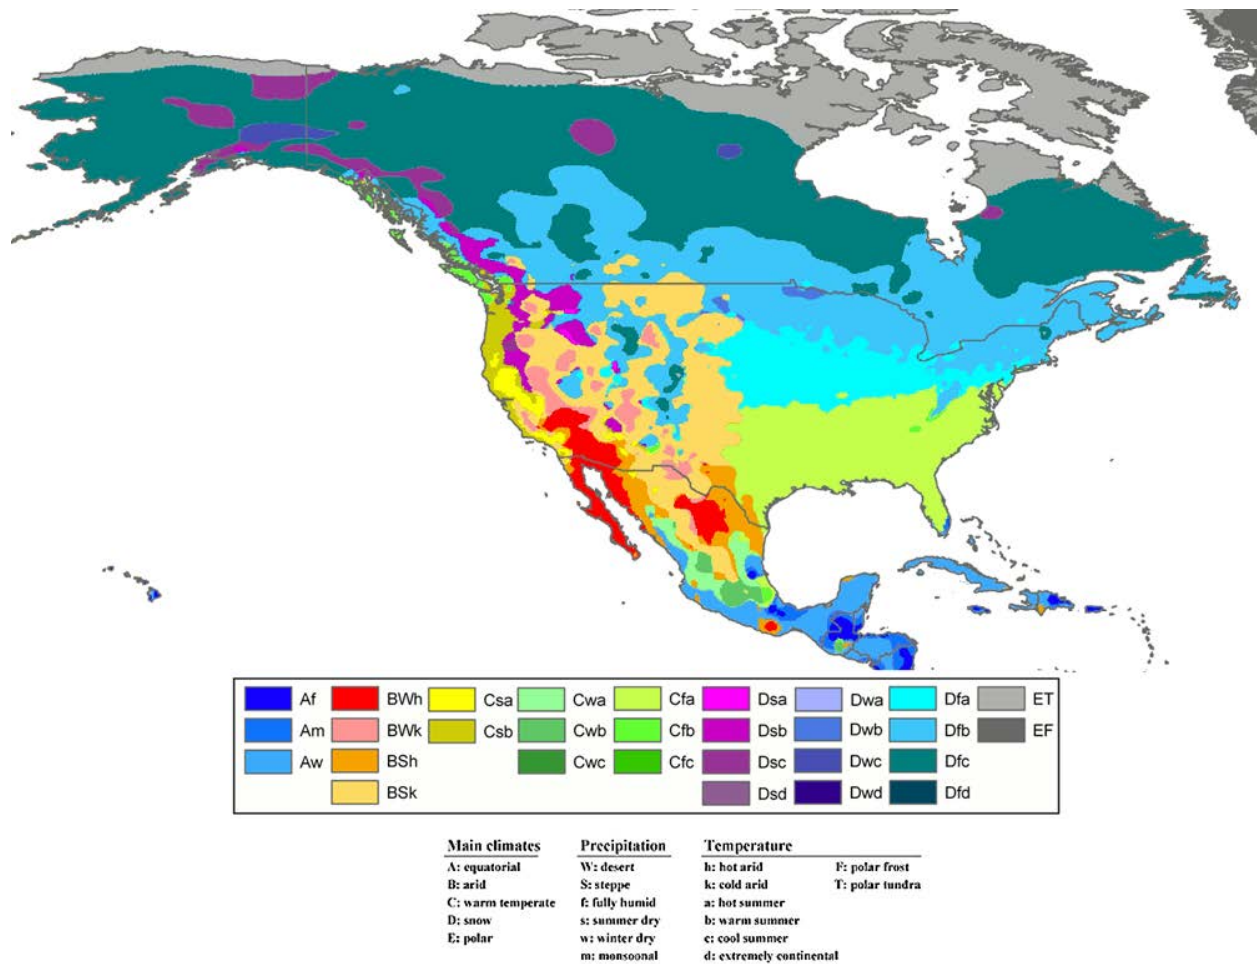 Af BWh Csa Cwa Cfa Dsa Dwa Dfa ET
Am BWk Csb Cwb Cfb Dsb Dwb Dfb EF
Aw BSh Cwc Cfc Dsc Dwc Dfc
BSk Dsd Dwd Dfd
Main climates Precipitation Temperature
A: equatorial W: desert h: hot arid F: polar frost
B: arid S: steppe k: cold arid T: polar tundra
C: warm temperate f: fully humid a: hot summer
D: snow s: summer dry b: warm summer
E: polar w: winter dry c: cool summer
m: monsoonal d: extremely continental